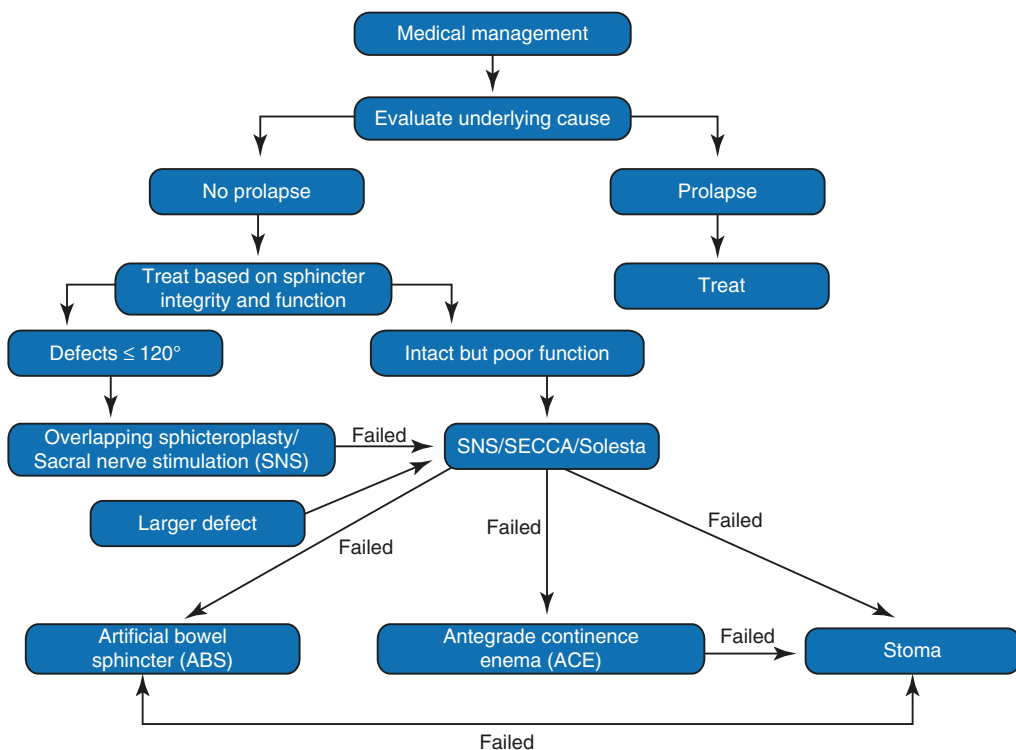 Medical management
Evaluate underlying cause
No prolapse
Prolapse
Treat based on sphincter
integrity and function
Treat
Defects ≤ 120°
Intact but poor function
Overlapping sphicteroplasty/
Sacral nerve stimulation (SNS)
Failed
SNS/SECCA/Solesta
Larger defect
Failed
Failed
Failed
Artificial bowel
sphincter (ABS)
Antegrade continence
enema (ACE)
Failed
Stoma
Failed